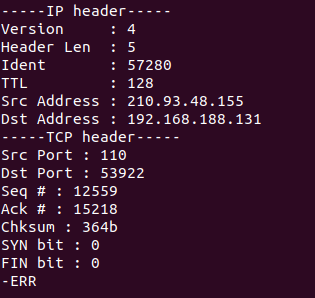 -----IP header-----
Version     : 4
Header Len  : 5
Ident       : 57280
TTL         : 128
Src Address : 210.93.48.155
Dst Address : 192.168.188.131
-----TCP header-----
Src Port : 110
Dst Port : 53922
Seq # : 12559
Ack # : 15218
Chksum : 364b
SYN bit : 0
FIN bit : 0
-ERR